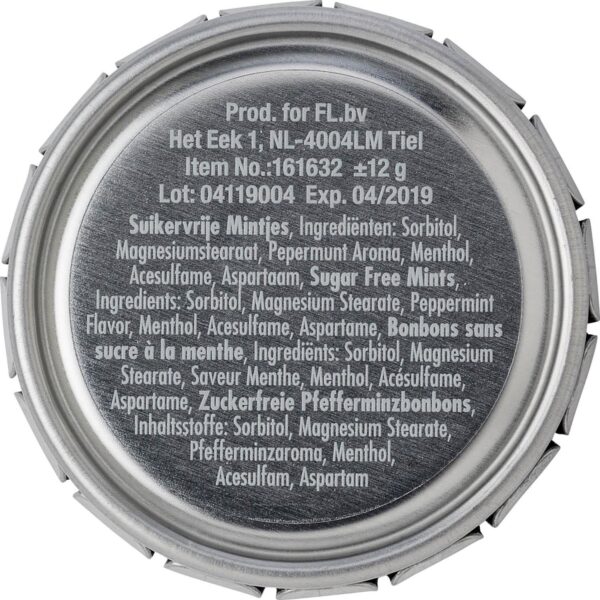 Prod. for FL.bv
Het Eek 1, NL-4004LM Tiel
Item No.:161632 ±12 g
Lot: 04119004 Exp. 04/2019
Suikervrije Mintjes, Ingrediënten: Sorbitol,
Magnesiumstearaat, Pepermunt Aroma, Menthol,
Acesulfame, Aspartaam, Sugar Free Mints,
Ingredients: Sorbitol, Magnesium Stearate, Peppermint
Flavor, Menthol, Acesulfame, Aspartame, Bonbons sans
sucre à la menthe, Ingrediënts: Sorbitol, Magnesium
Stearate, Saveur Menthe, Menthol, Acésulfame,
Aspartame, Zuckerfreie Pfefferminzbonbons,
Inhaltsstoffe: Sorbitol, Magnesium Stearate,
Pfefferminzaroma, Menthol,
Acesulfam, Aspartam